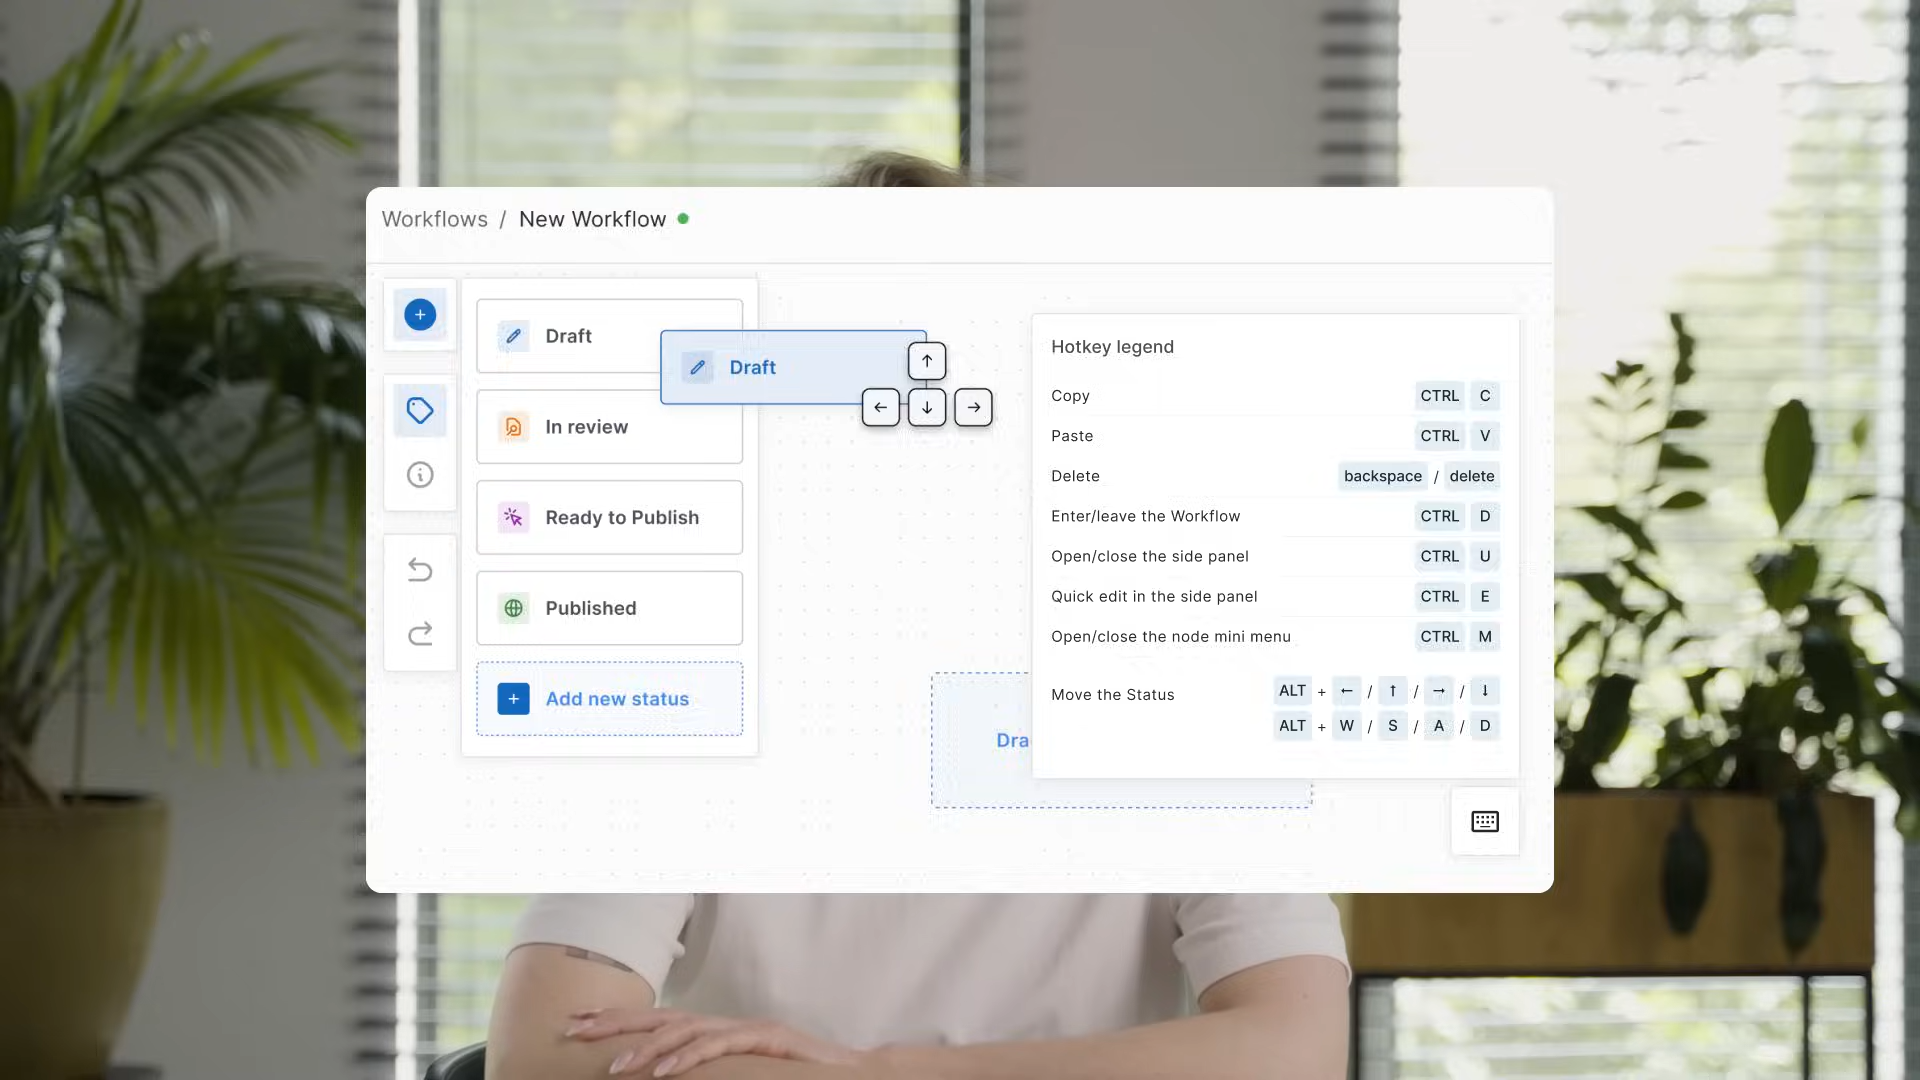 Workflows / New Workflow
Draft
Draft
In review
Ready to Publish
Published
Add new status
Hotkey legend
Copy CTRL C
Paste CTRL V
Delete backspace / delete
Enter/leave the Workflow CTRL D
Open/close the side panel CTRL U
Quick edit in the side panel CTRL E
Open/close the node mini menu CTRL M
Move the Status ALT + ← / ↑ / → / ↓
ALT + W / S / A / D
Dra